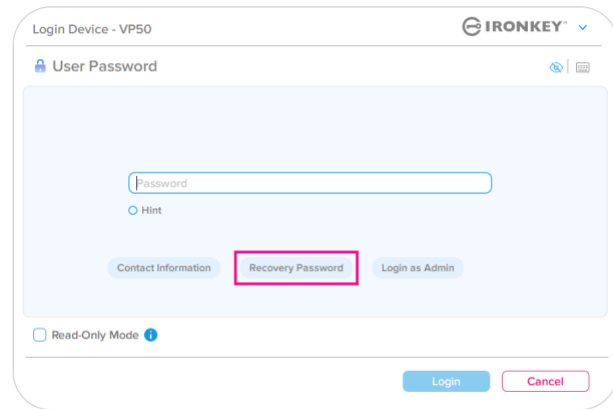 Login Device - VP50
IRONKEY
User Password
Password
Hint
Contact Information
Recovery Password
Login as Admin
Read-Only Mode
Login
Cancel